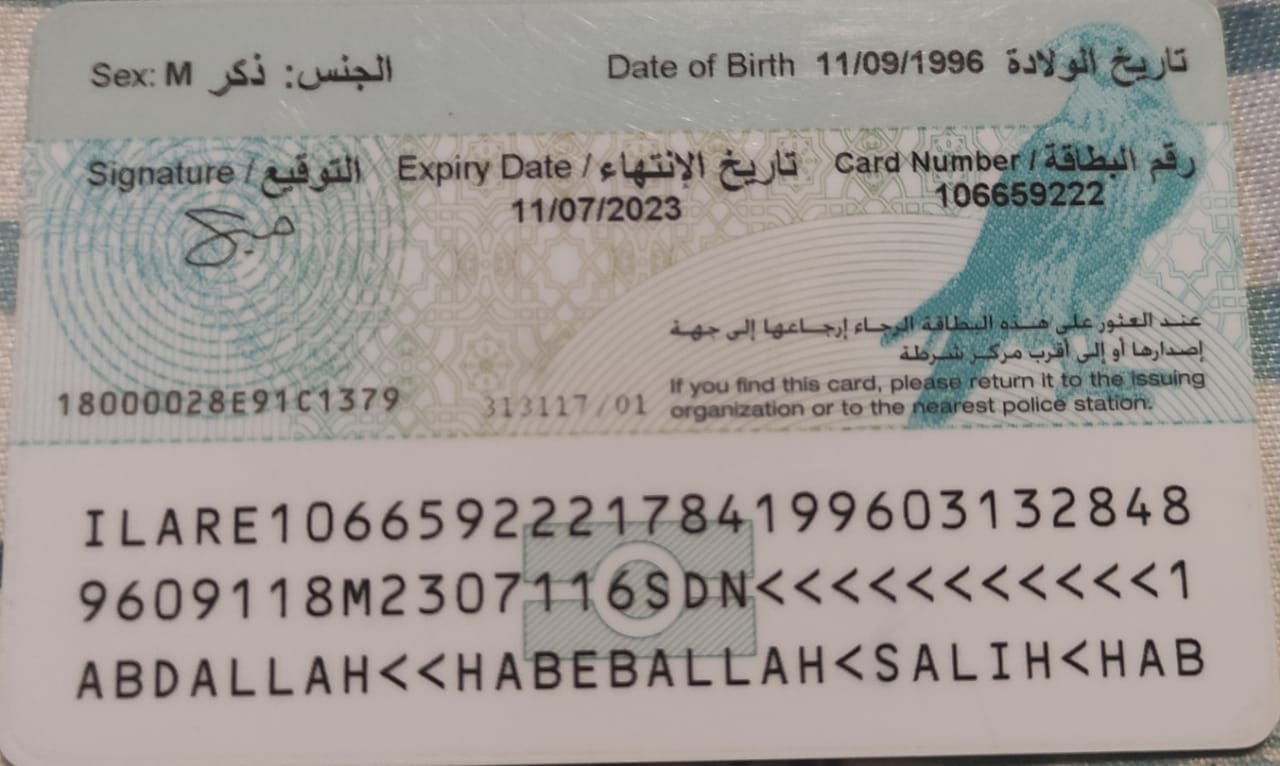 Sex: M الجنس: ذكر
Date of Birth 11/09/1996 تاريخ الولادة
Signature / التوقيع
Expiry Date / تاريخ الإنتهاء
11/07/2023
Card Number / رقم البطاقة
106659222
عند العثور على هذه البطاقة الرجاء إرجاعها إلى جهة
إصدارها أو إلى أقرب مركز شرطة
If you find this card, please return it to the issuing
organization or to the nearest police station.
18000028E91C1379
313117/01
ILARE1066592221784199603132848
9609118M2307116SDN<<<<<<<<<<<1
ABDALLAH<<HABEBALLAH<SALIH<HAB